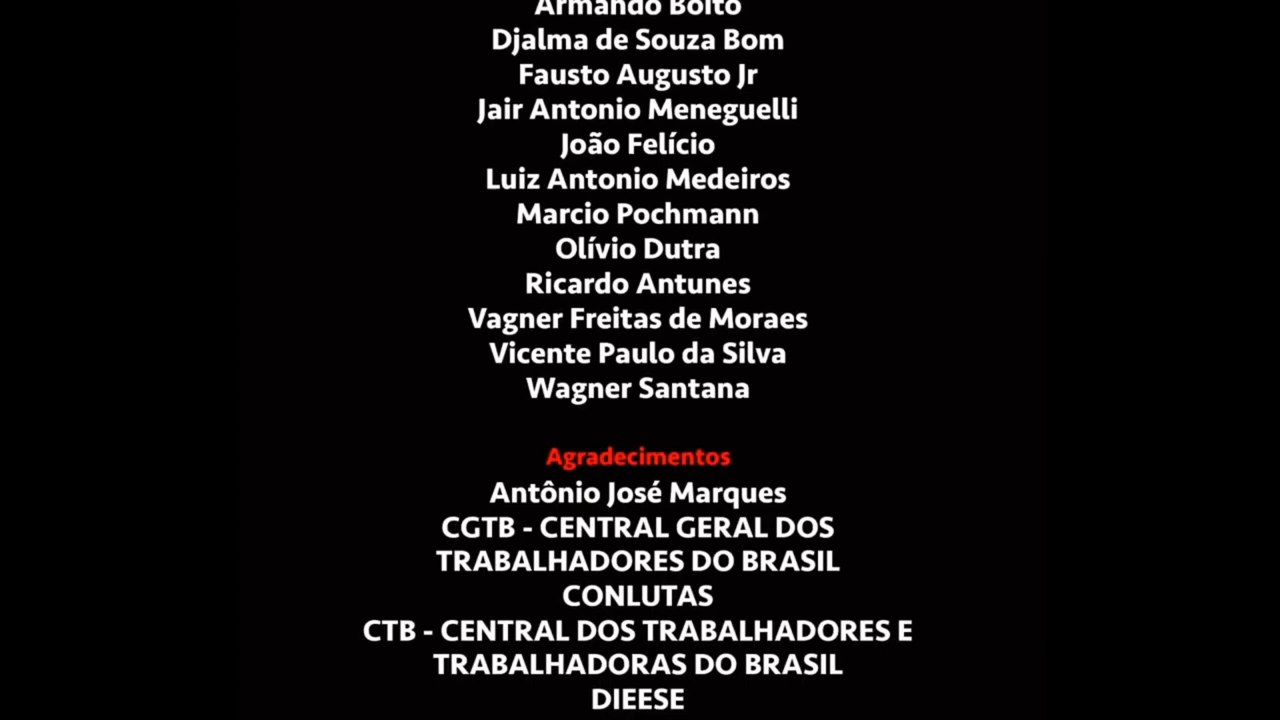 Armando Boito
Djalma de Souza Bom
Fausto Augusto Jr
Jair Antonio Meneguelli
João Felício
Luiz Antonio Medeiros
Marcio Pochmann
Olívio Dutra
Ricardo Antunes
Vagner Freitas de Moraes
Vicente Paulo da Silva
Wagner Santana
Agradecimentos
Antônio José Marques
CGTB - CENTRAL GERAL DOS
TRABALHADORES DO BRASIL
CONLUTAS
CTB - CENTRAL DOS TRABALHADORES E
TRABALHADORAS DO BRASIL
DIEESE